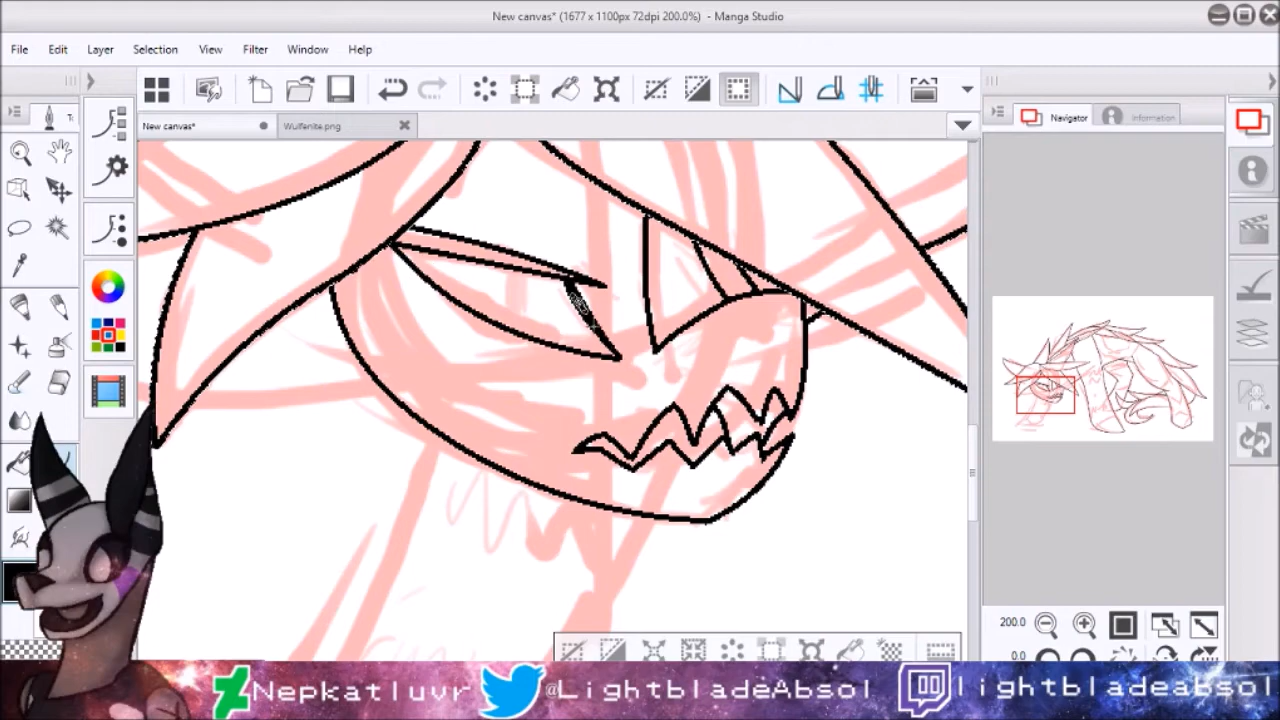 New canvas* (1677 x 1100px 72dpi 200.0%) - Manga Studio
File Edit Layer Selection View Filter Window Help
New canvas* Wulfenite.png
Navigator Information
200.0
0.0
Nepkatluvr @LightbladeAbsol lightbladeabsol